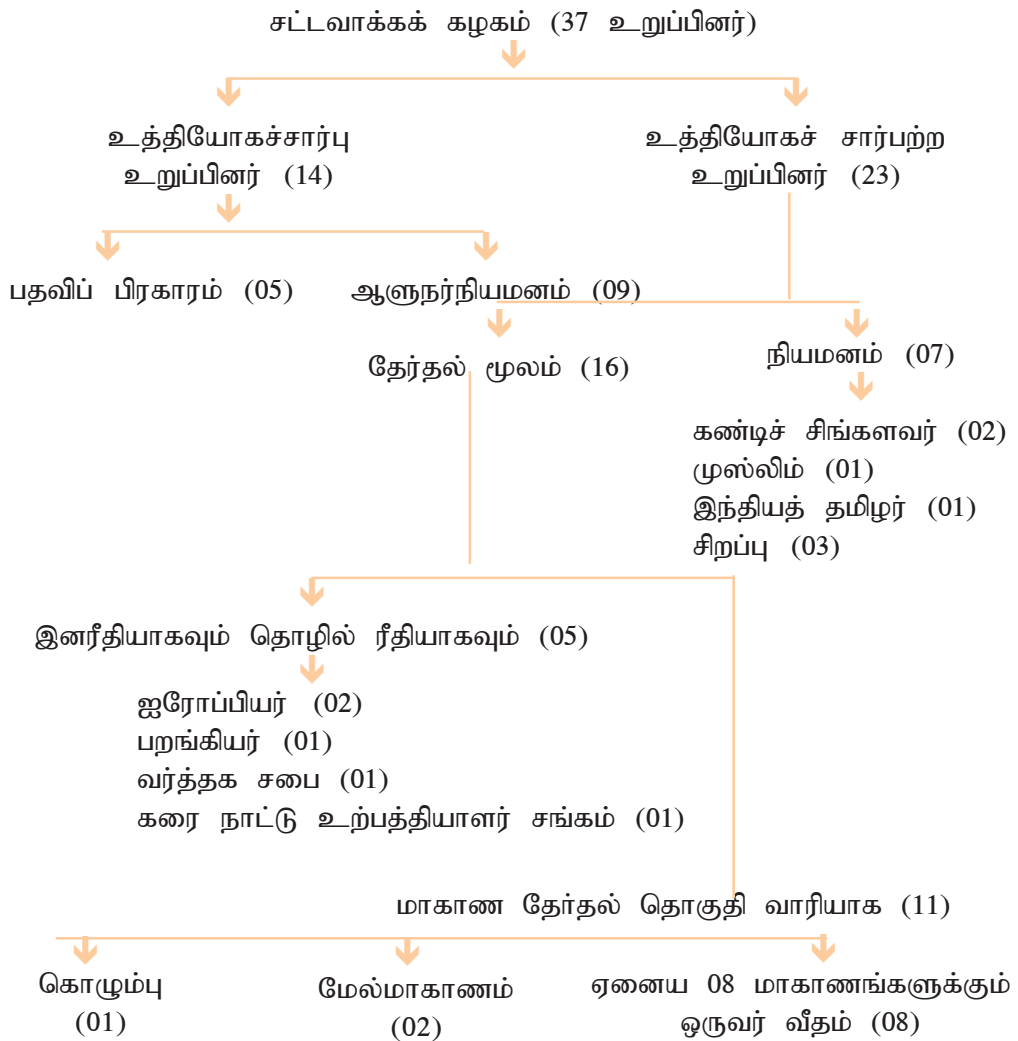 சட்டவாக்கக் கழகம் (37 உறுப்பினர்)
உத்தியோகச்சார்பு
உறுப்பினர் (14)
உத்தியோகச் சார்பற்ற
உறுப்பினர் (23)
பதவிப் பிரகாரம் (05)
ஆளுநர்நியமனம் (09)
தேர்தல் மூலம் (16)
நியமனம் (07)
கண்டிச் சிங்களவர் (02)
முஸ்லிம் (01)
இந்தியத் தமிழர் (01)
சிறப்பு (03)
இனரீதியாகவும் தொழில் ரீதியாகவும் (05)
ஐரோப்பியர் (02)
பறங்கியர் (01)
வர்த்தக சபை (01)
கரை நாட்டு உற்பத்தியாளர் சங்கம் (01)
மாகாண தேர்தல் தொகுதி வாரியாக (11)
கொழும்பு
(01)
மேல்மாகாணம்
(02)
ஏனைய 08 மாகாணங்களுக்கும்
ஒருவர் வீதம் (08)